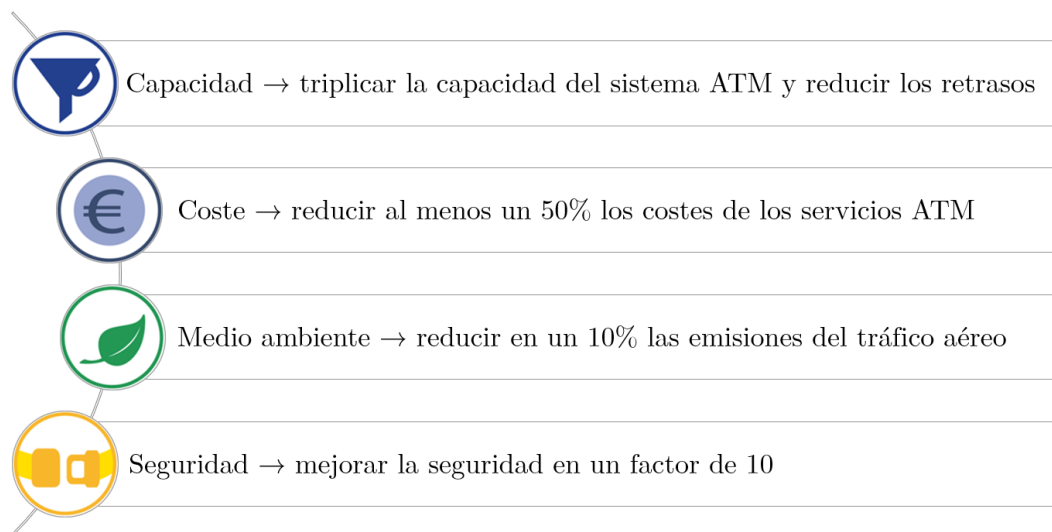 Capacidad → triplicar la capacidad del sistema ATM y reducir los retrasos
€
Coste → reducir al menos un 50% los costes de los servicios ATM
Medio ambiente → reducir en un 10% las emisiones del tráfico aéreo
Seguridad → mejorar la seguridad en un factor de 10